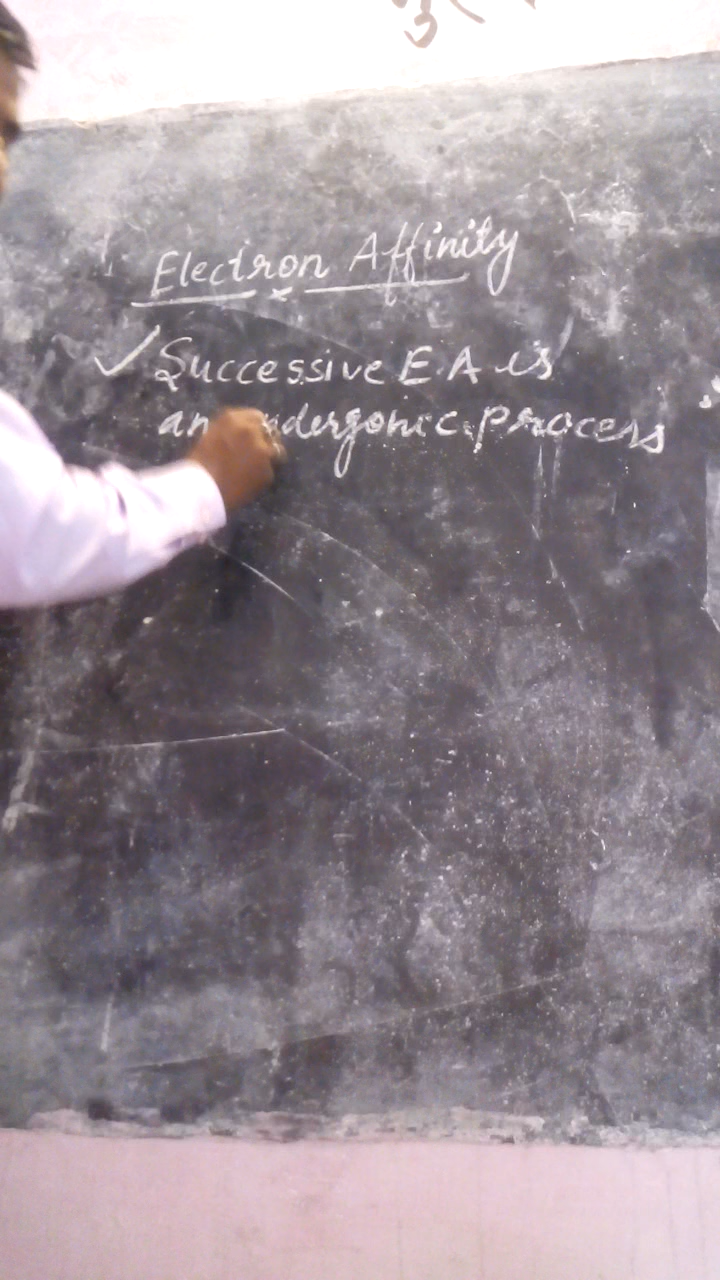 Electron Affinity
✓ Successive E.A is
an endergonic process